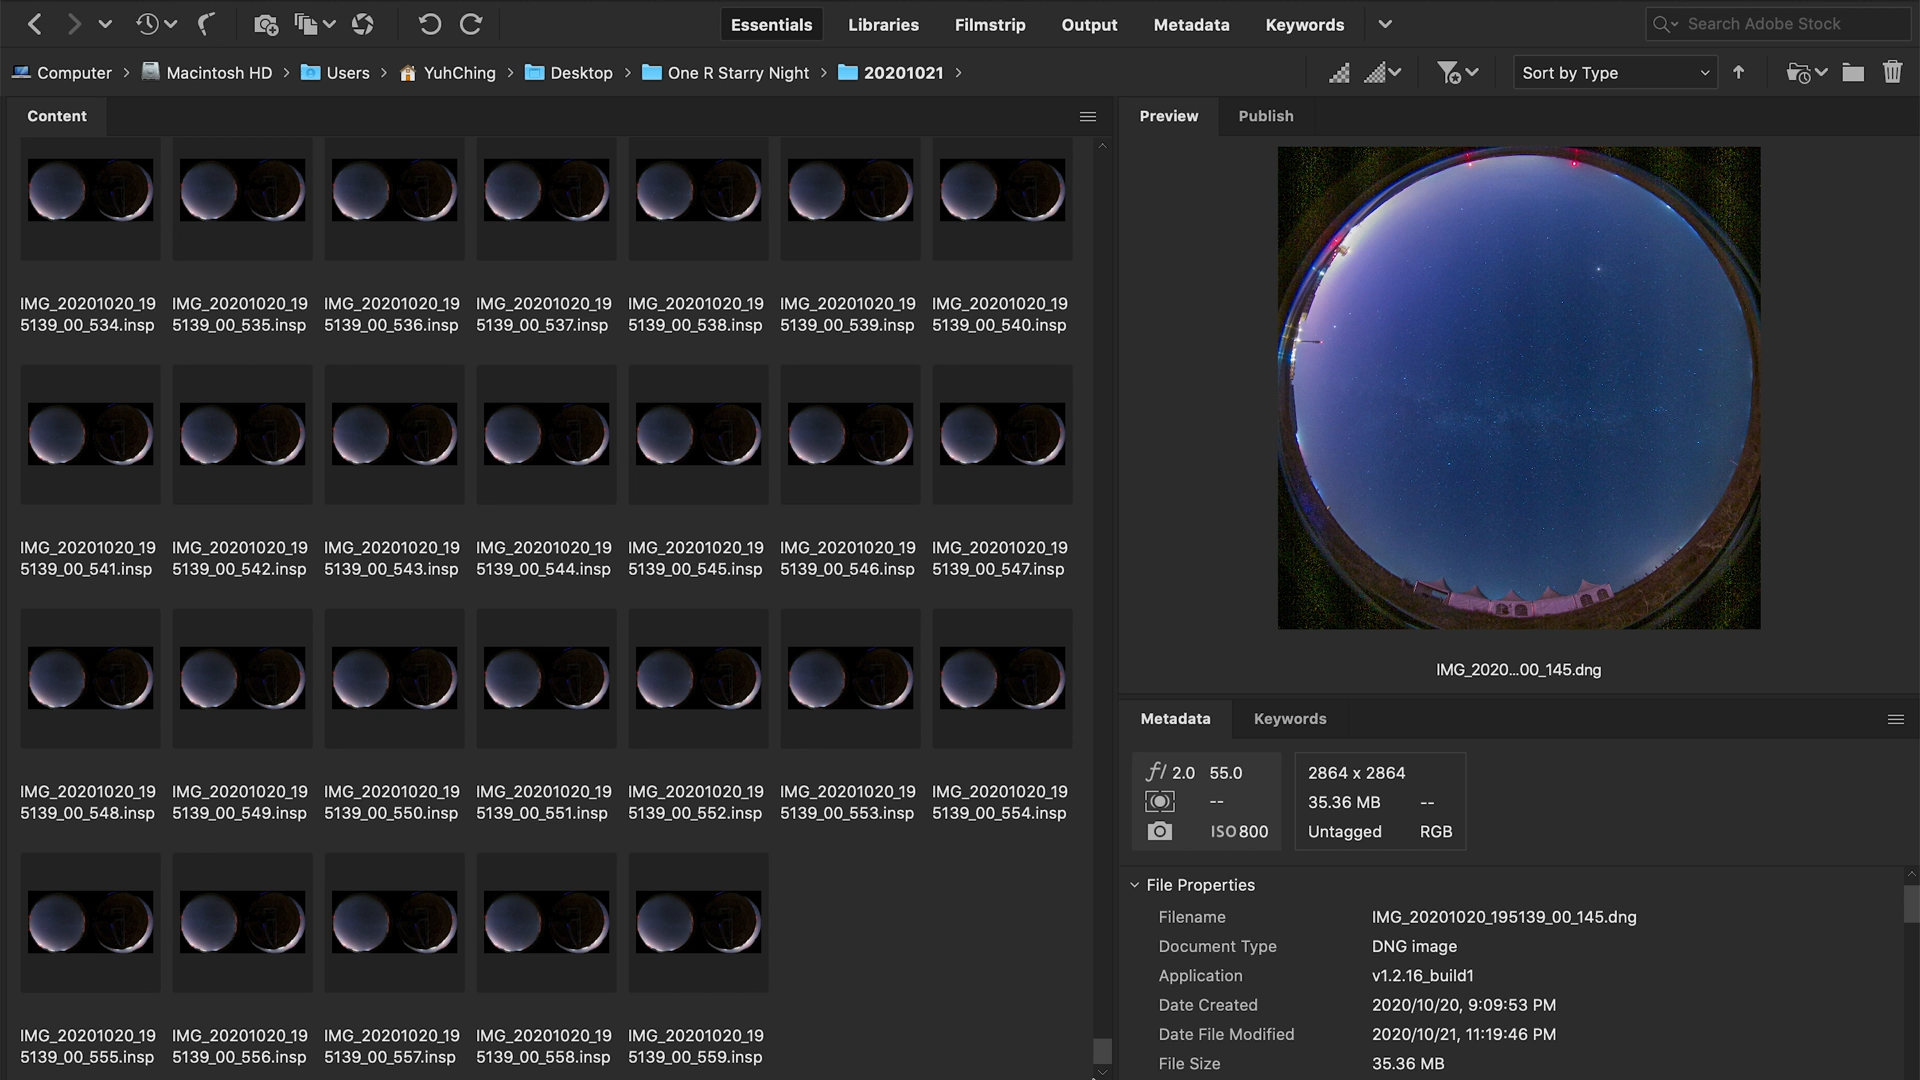 Essentials
Libraries
Filmstrip
Output
Metadata
Keywords
Search Adobe Stock
Computer
Macintosh HD
Users
YuhChing
Desktop
One R Starry Night
20201021
Sort by Type
Content
IMG_20201020_19 IMG_20201020_19 IMG_20201020_19 IMG_20201020_19 IMG_20201020_19 IMG_20201020_19 IMG_20201020_19
5139_00_534.insp 5139_00_535.insp 5139_00_536.insp 5139_00_537.insp 5139_00_538.insp 5139_00_539.insp 5139_00_540.insp
IMG_20201020_19 IMG_20201020_19 IMG_20201020_19 IMG_20201020_19 IMG_20201020_19 IMG_20201020_19 IMG_20201020_19
5139_00_541.insp 5139_00_542.insp 5139_00_543.insp 5139_00_544.insp 5139_00_545.insp 5139_00_546.insp 5139_00_547.insp
IMG_20201020_19 IMG_20201020_19 IMG_20201020_19 IMG_20201020_19 IMG_20201020_19 IMG_20201020_19 IMG_20201020_19
5139_00_548.insp 5139_00_549.insp 5139_00_550.insp 5139_00_551.insp 5139_00_552.insp 5139_00_553.insp 5139_00_554.insp
IMG_20201020_19 IMG_20201020_19 IMG_20201020_19 IMG_20201020_19 IMG_20201020_19
5139_00_555.insp 5139_00_556.insp 5139_00_557.insp 5139_00_558.insp 5139_00_559.insp
Preview
Publish
IMG_2020...00_145.dng
Metadata
Keywords
f/ 2.0 55.0
--
ISO800
2864 x 2864
35.36 MB --
Untagged RGB
File Properties
Filename IMG_20201020_195139_00_145.dng
Document Type DNG image
Application v1.2.16_build1
Date Created 2020/10/20, 9:09:53 PM
Date File Modified 2020/10/21, 11:19:46 PM
File Size 35.36 MB